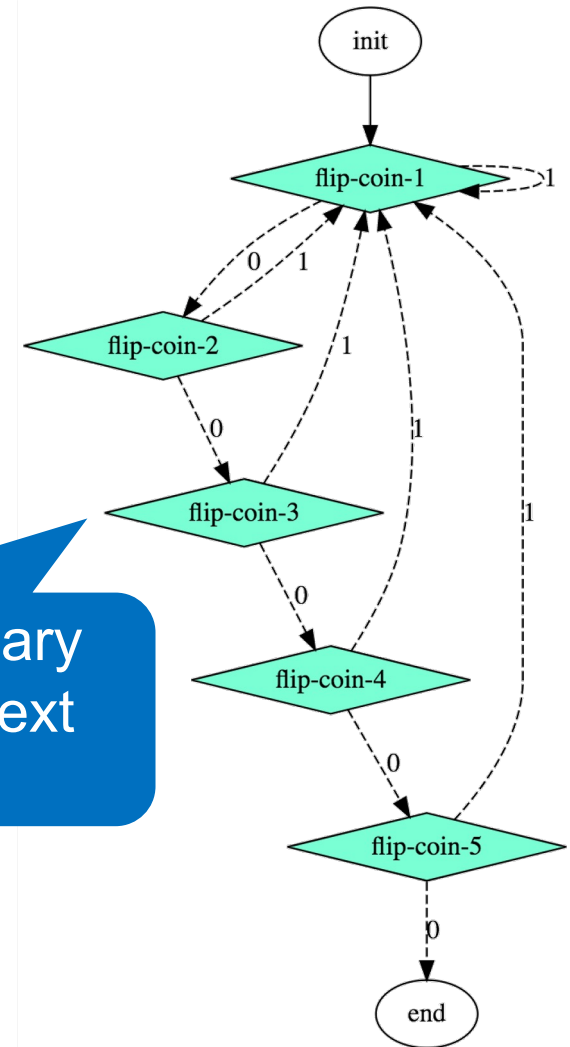 init
flip-coin-1
1
0
1
flip-coin-2
1
0
1
flip-coin-3
1
0
ary
ext
flip-coin-4
0
flip-coin-5
0
end